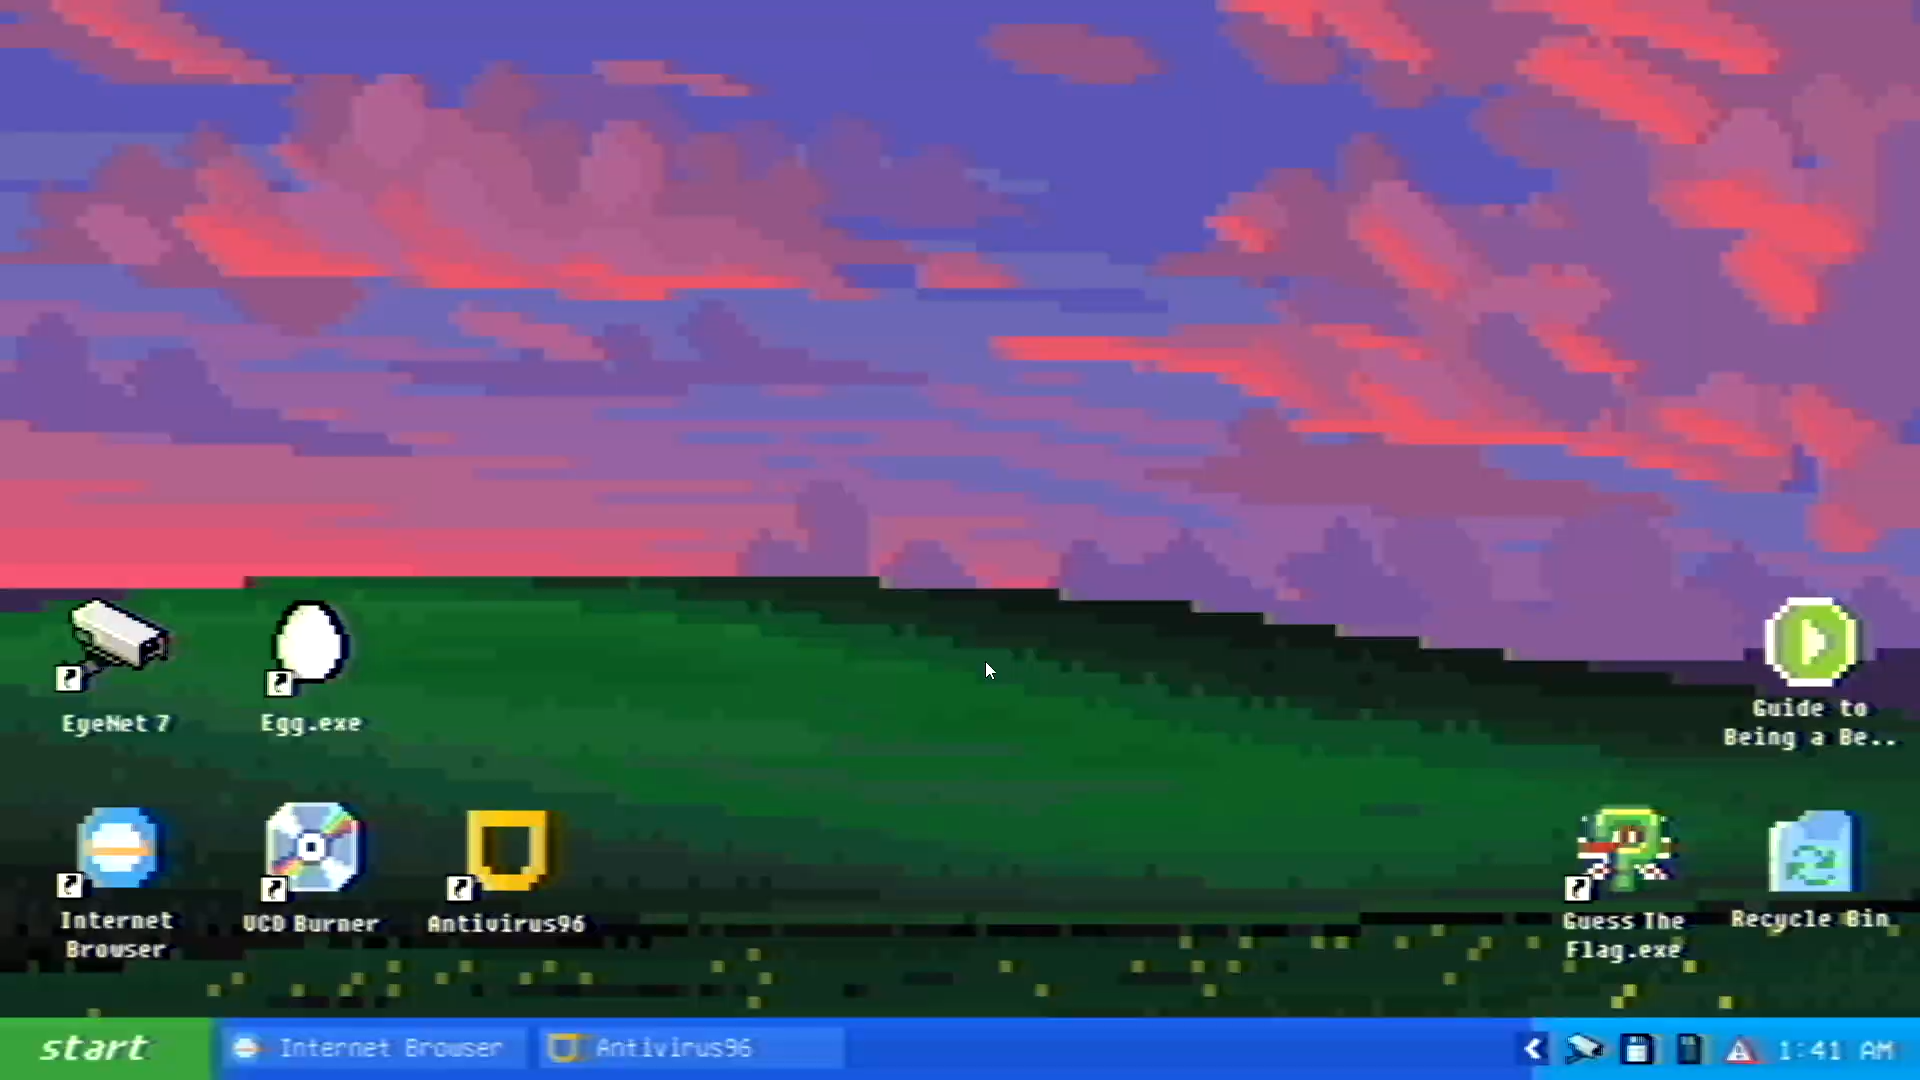 EyeNet 7
Egg.exe
Guide to
Being a Be..
Internet
Browser
VCD Burner
Antivirus96
Guess The
Flag.exe
Recycle Bin
start
Internet Browser
Antivirus96
1:41 AM